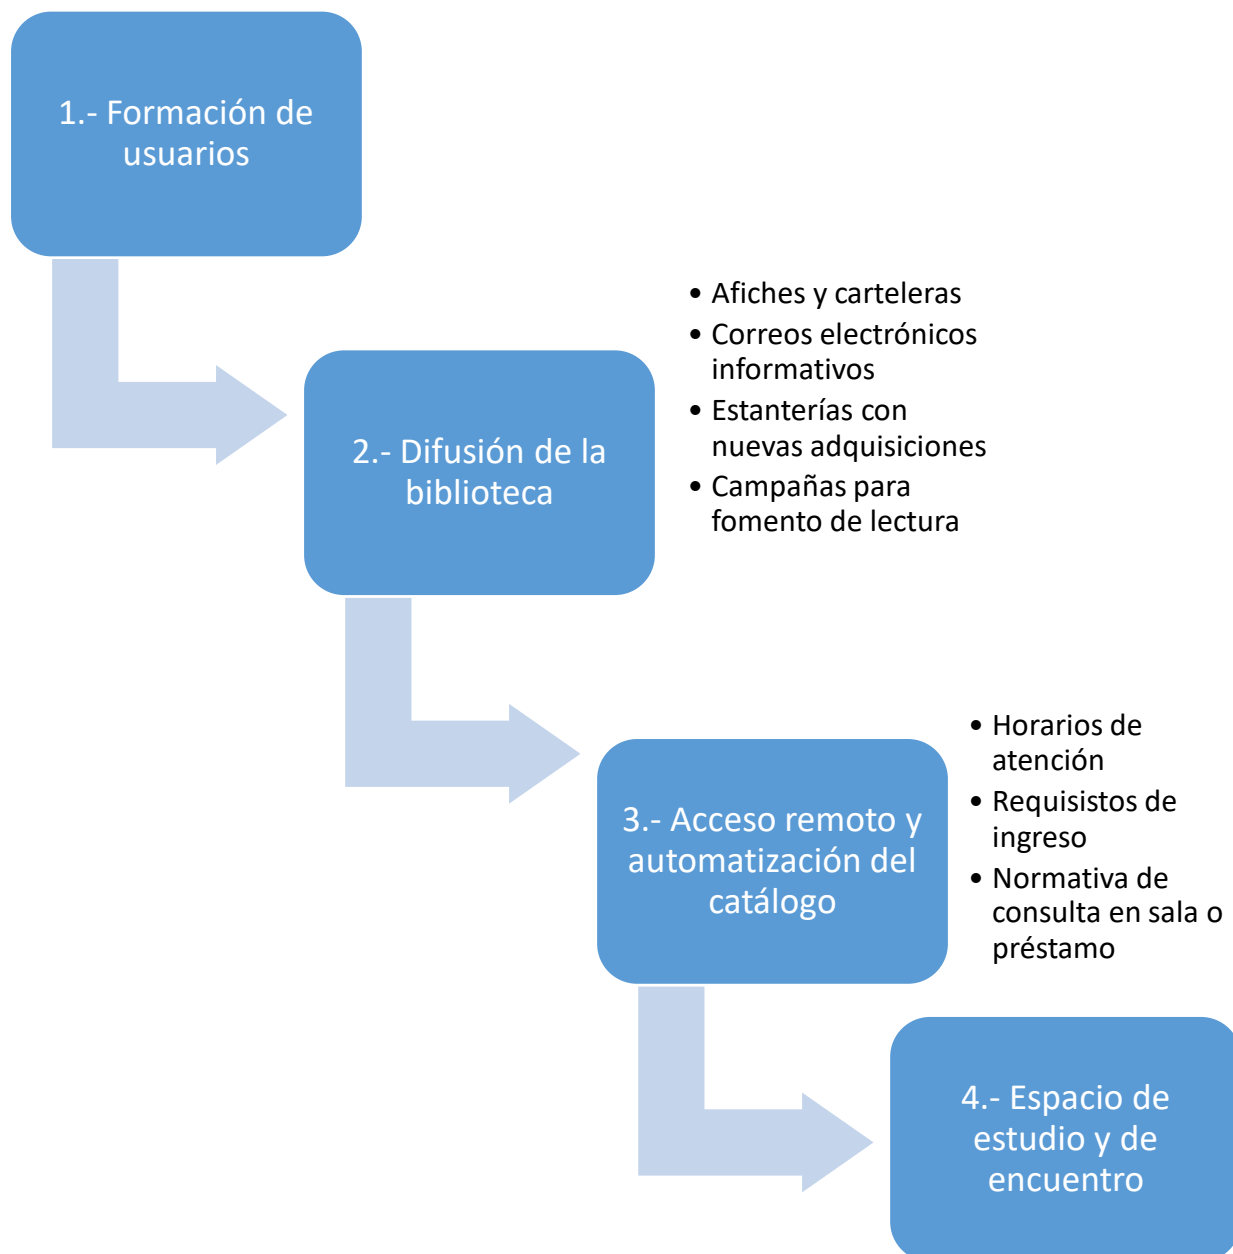 1.- Formación de
usuarios
• Afiches y carteleras
• Correos electrónicos
informativos
• Estanterías con
nuevas adquisiciones
• Campañas para
fomento de lectura
2.- Difusión de la
biblioteca
• Horarios de
atención
• Requisistos de
ingreso
• Normativa de
consulta en sala o
préstamo
3.- Acceso remoto y
automatización del
catálogo
4.- Espacio de
estudio y de
encuentro